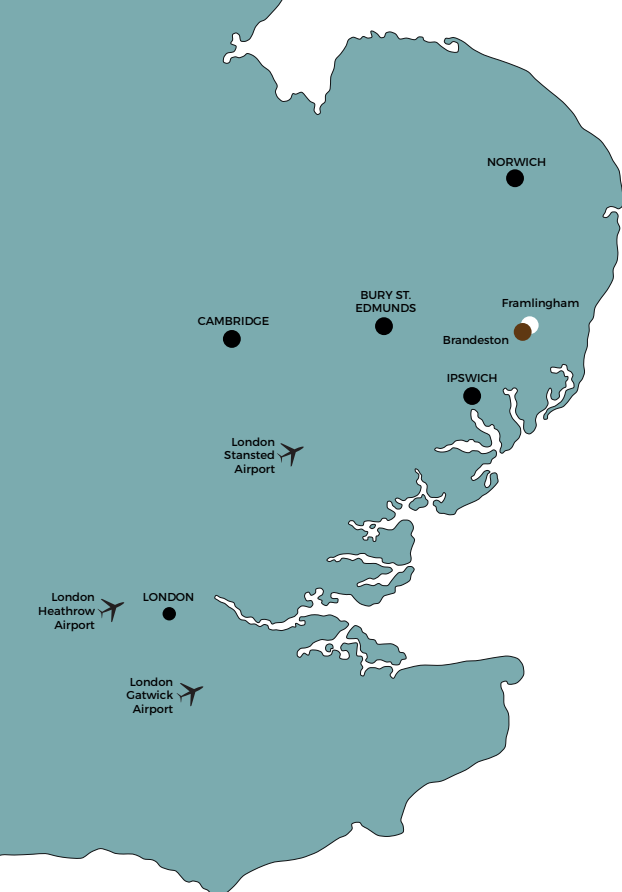 NORWICH
BURY ST.
EDMUNDS
Framlingham
CAMBRIDGE
Brandeston
IPSWICH
London
Stansted
Airport
London
Heathrow
Airport
LONDON
London
Gatwick
Airport